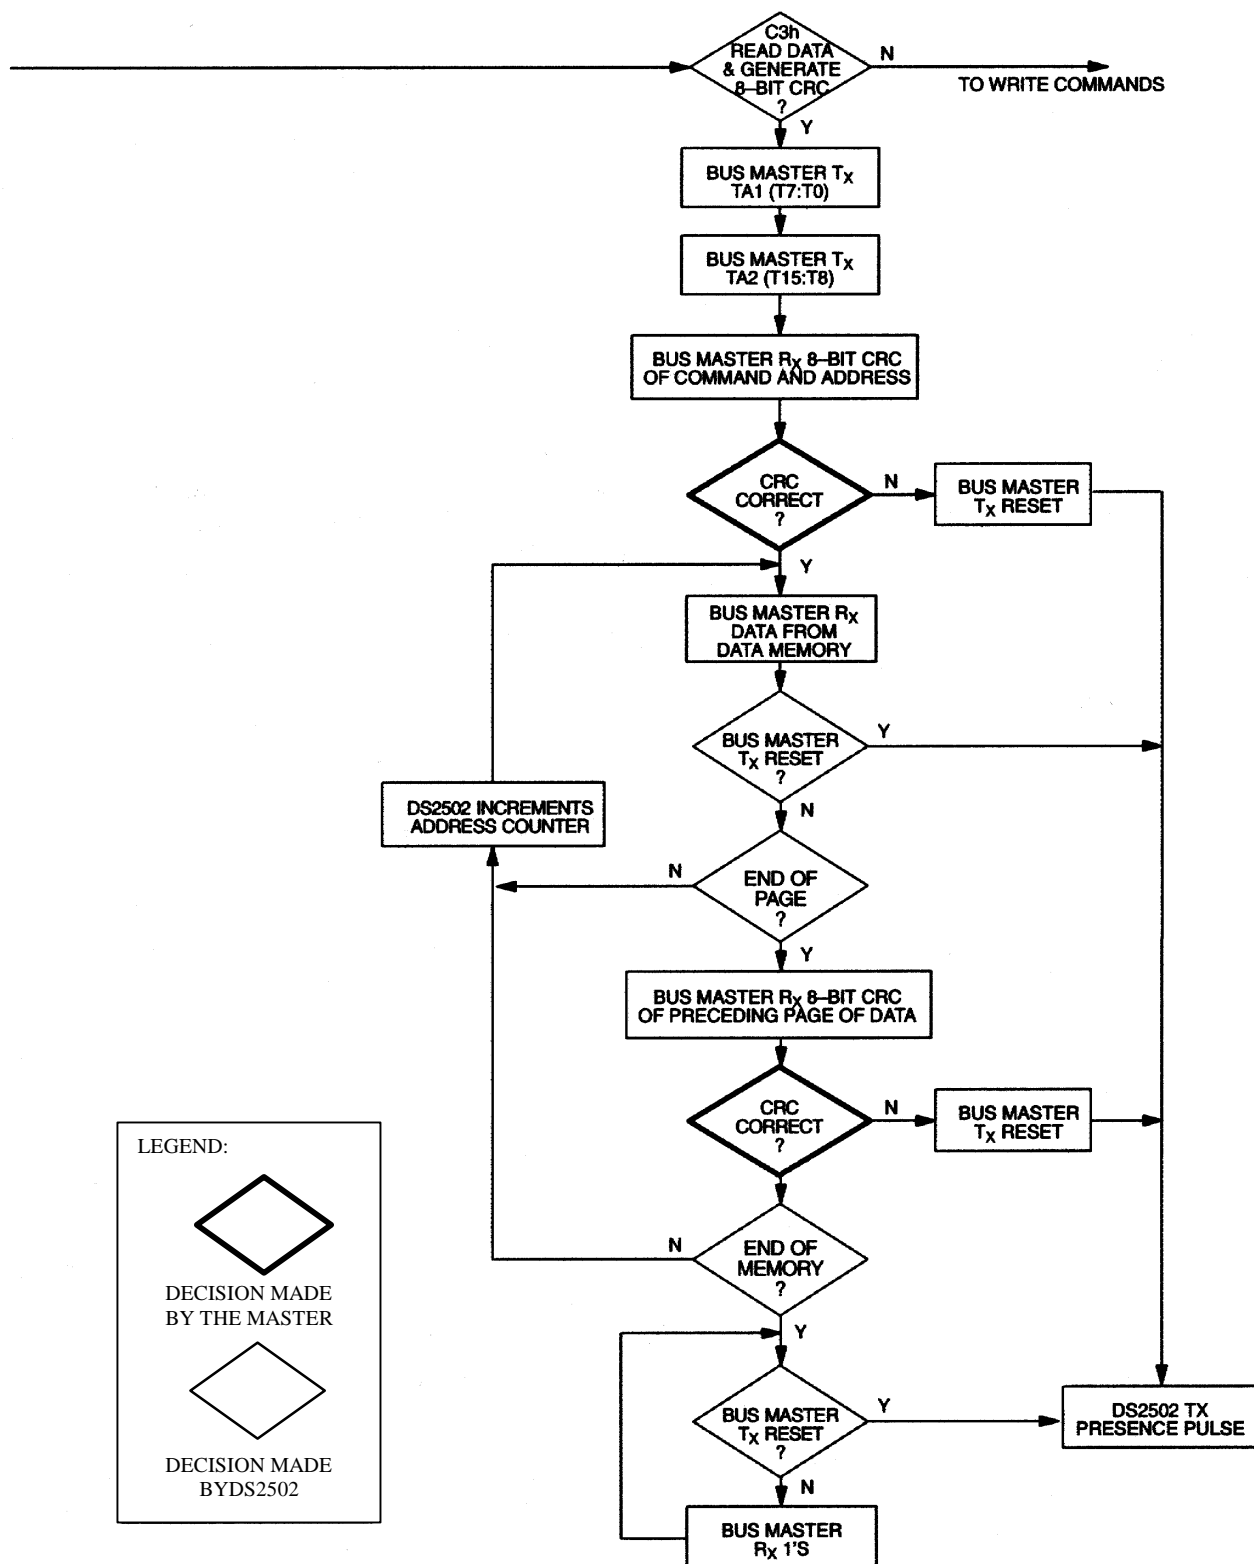 C3h
READ DATA
& GENERATE
8–BIT CRC
?
N
TO WRITE COMMANDS
Y
BUS MASTER TX
TA1 (T7:T0)
BUS MASTER TX
TA2 (T15:T8)
BUS MASTER RX 8–BIT CRC
OF COMMAND AND ADDRESS
CRC
CORRECT
?
N
BUS MASTER
TX RESET
Y
BUS MASTER RX
DATA FROM
DATA MEMORY
BUS MASTER
TX RESET
?
Y
N
DS2502 INCREMENTS
ADDRESS COUNTER
END OF
PAGE
?
N
Y
BUS MASTER RX 8–BIT CRC
OF PRECEDING PAGE OF DATA
CRC
CORRECT
?
N
BUS MASTER
TX RESET
END OF
MEMORY
?
N
Y
BUS MASTER
TX RESET
?
Y
DS2502 TX
PRESENCE PULSE
N
BUS MASTER
RX 1'S
LEGEND:
DECISION MADE
BY THE MASTER
DECISION MADE
BYDS2502